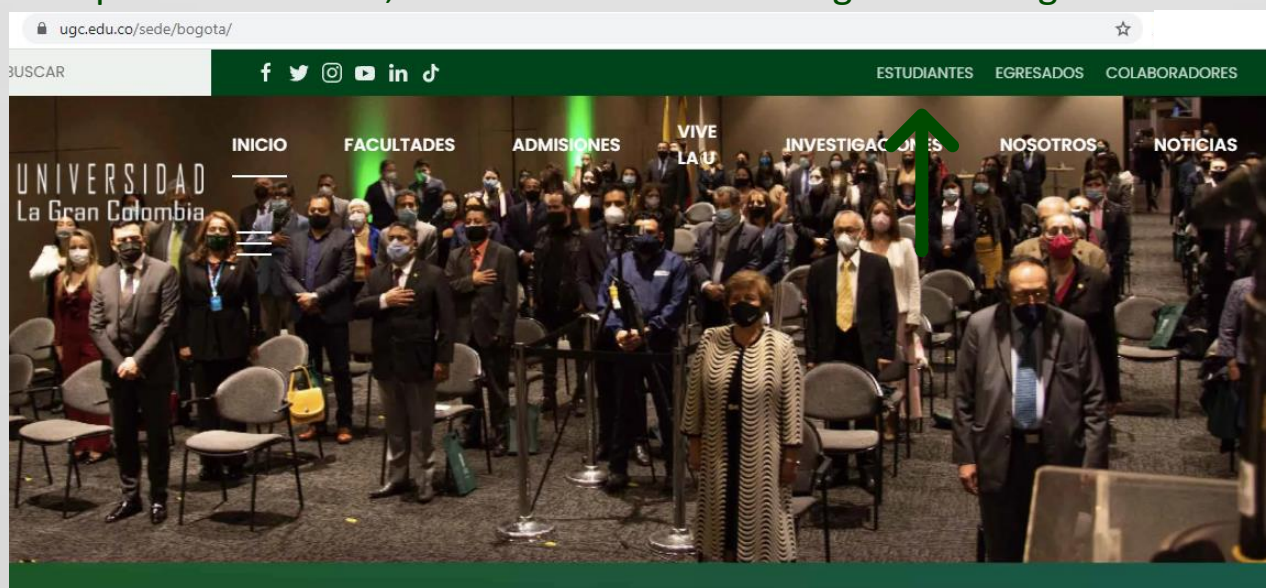 ugc.edu.co/sede/bogota/
BUSCAR
ESTUDIANTES EGRESADOS COLABORADORES
INICIO FACULTADES ADMISIONES VIVE LA U INVESTIGACIONES NOSOTROS NOTICIAS
UNIVERSIDAD
La Gran Colombia